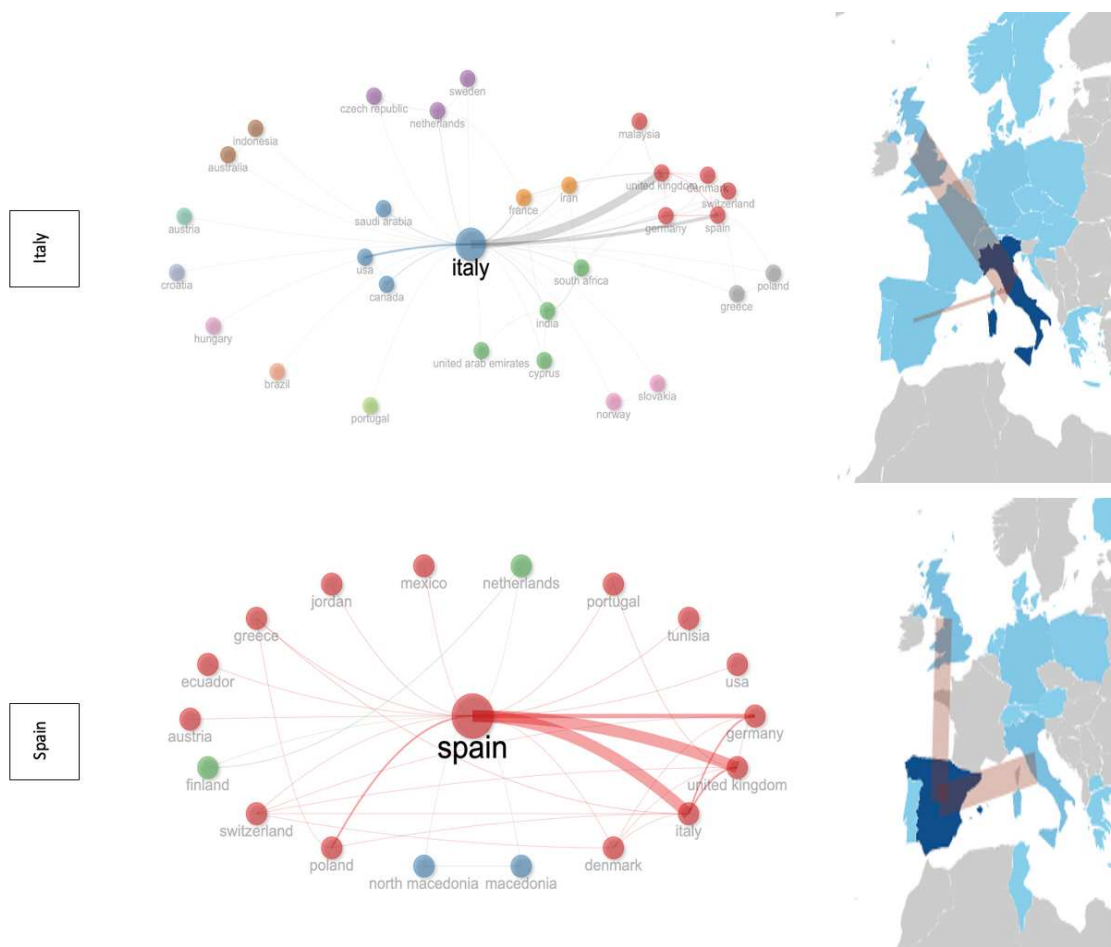 Italy
sweden
czech republic
netherlands
indonesia
malaysia
australia
united kingdom
denmark
iran
switzerland
france
saudi arabia
germany
spain
austria
usa
italy
south africa
poland
croatia
canada
greece
india
hungary
united arab emirates
cyprus
brazil
slovakia
norway
portugal
Spain
mexico
netherlands
jordan
portugal
greece
tunisia
ecuador
usa
austria
spain
germany
finland
united kingdom
switzerland
italy
poland
denmark
north macedonia
macedonia